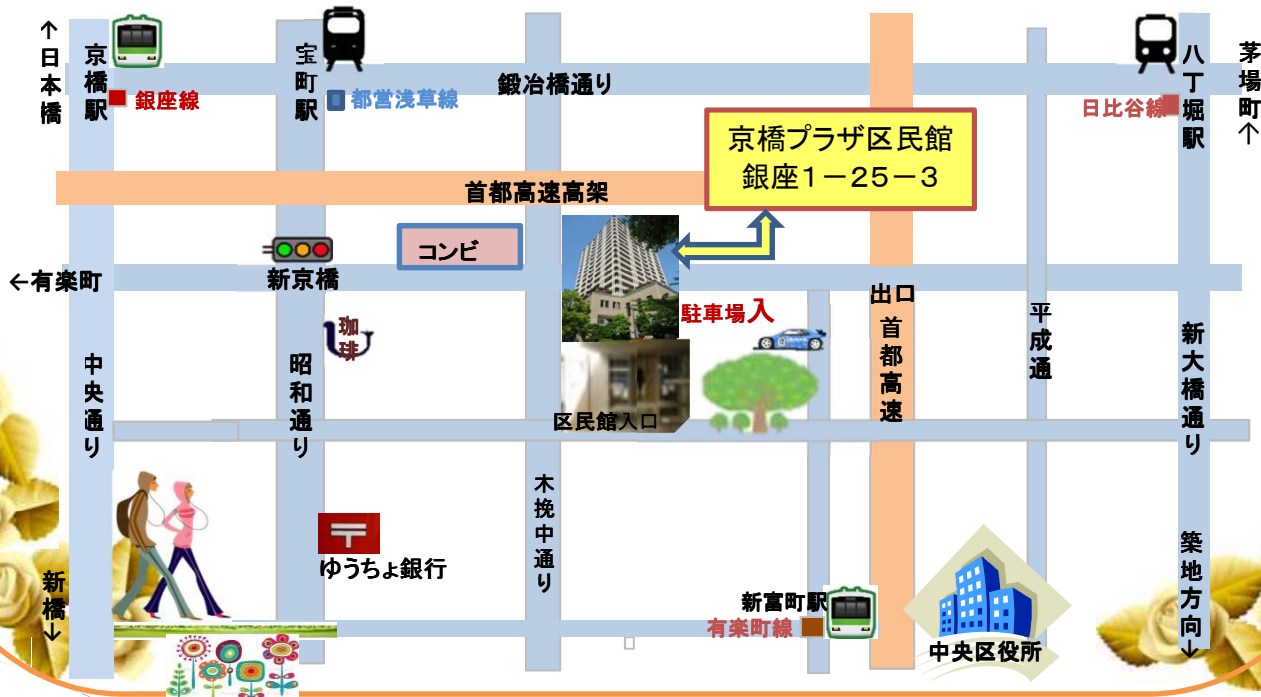 ↑日本橋
京橋駅
銀座線
宝町駅
都営浅草線
鍛冶橋通り
八丁堀駅
日比谷線
茅場町↑
京橋プラザ区民館
銀座1-25-3
首都高速高架
コンビ
←有楽町
新京橋
珈琲
駐車場入
出口
首都高速
平成通
新大橋通り
中央通り
昭和通り
区民館入口
木挽中通り
ゆうちょ銀行
新橋↓
新富町駅
有楽町線
中央区役所
築地方向↓